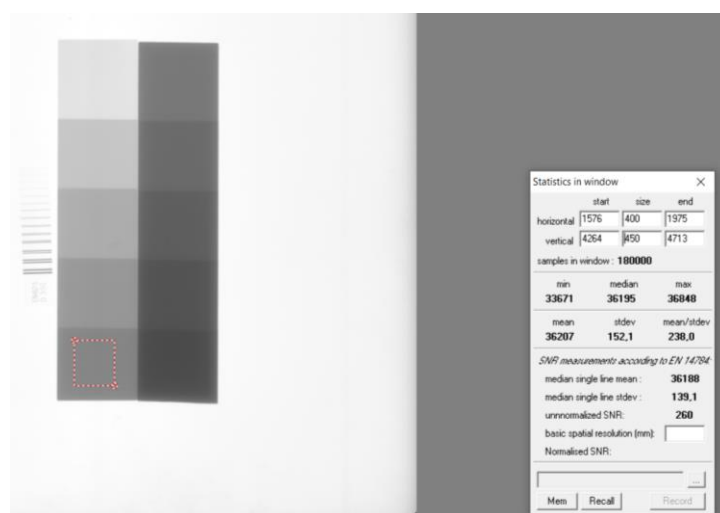 Statistics in window
start size end
horizontal 1576 400 1975
vertical 4264 450 4713
samples in window : 180000
min median max
33671 36195 36848
mean stdev mean/stdev
36207 152,1 238,0
SNR measurements according to EN 14784:
median single line mean : 36188
median single line stdev : 139,1
unnnormalized SNR: 260
basic spatial resolution (mm):
Normalised SNR:
...
Mem Recall Record